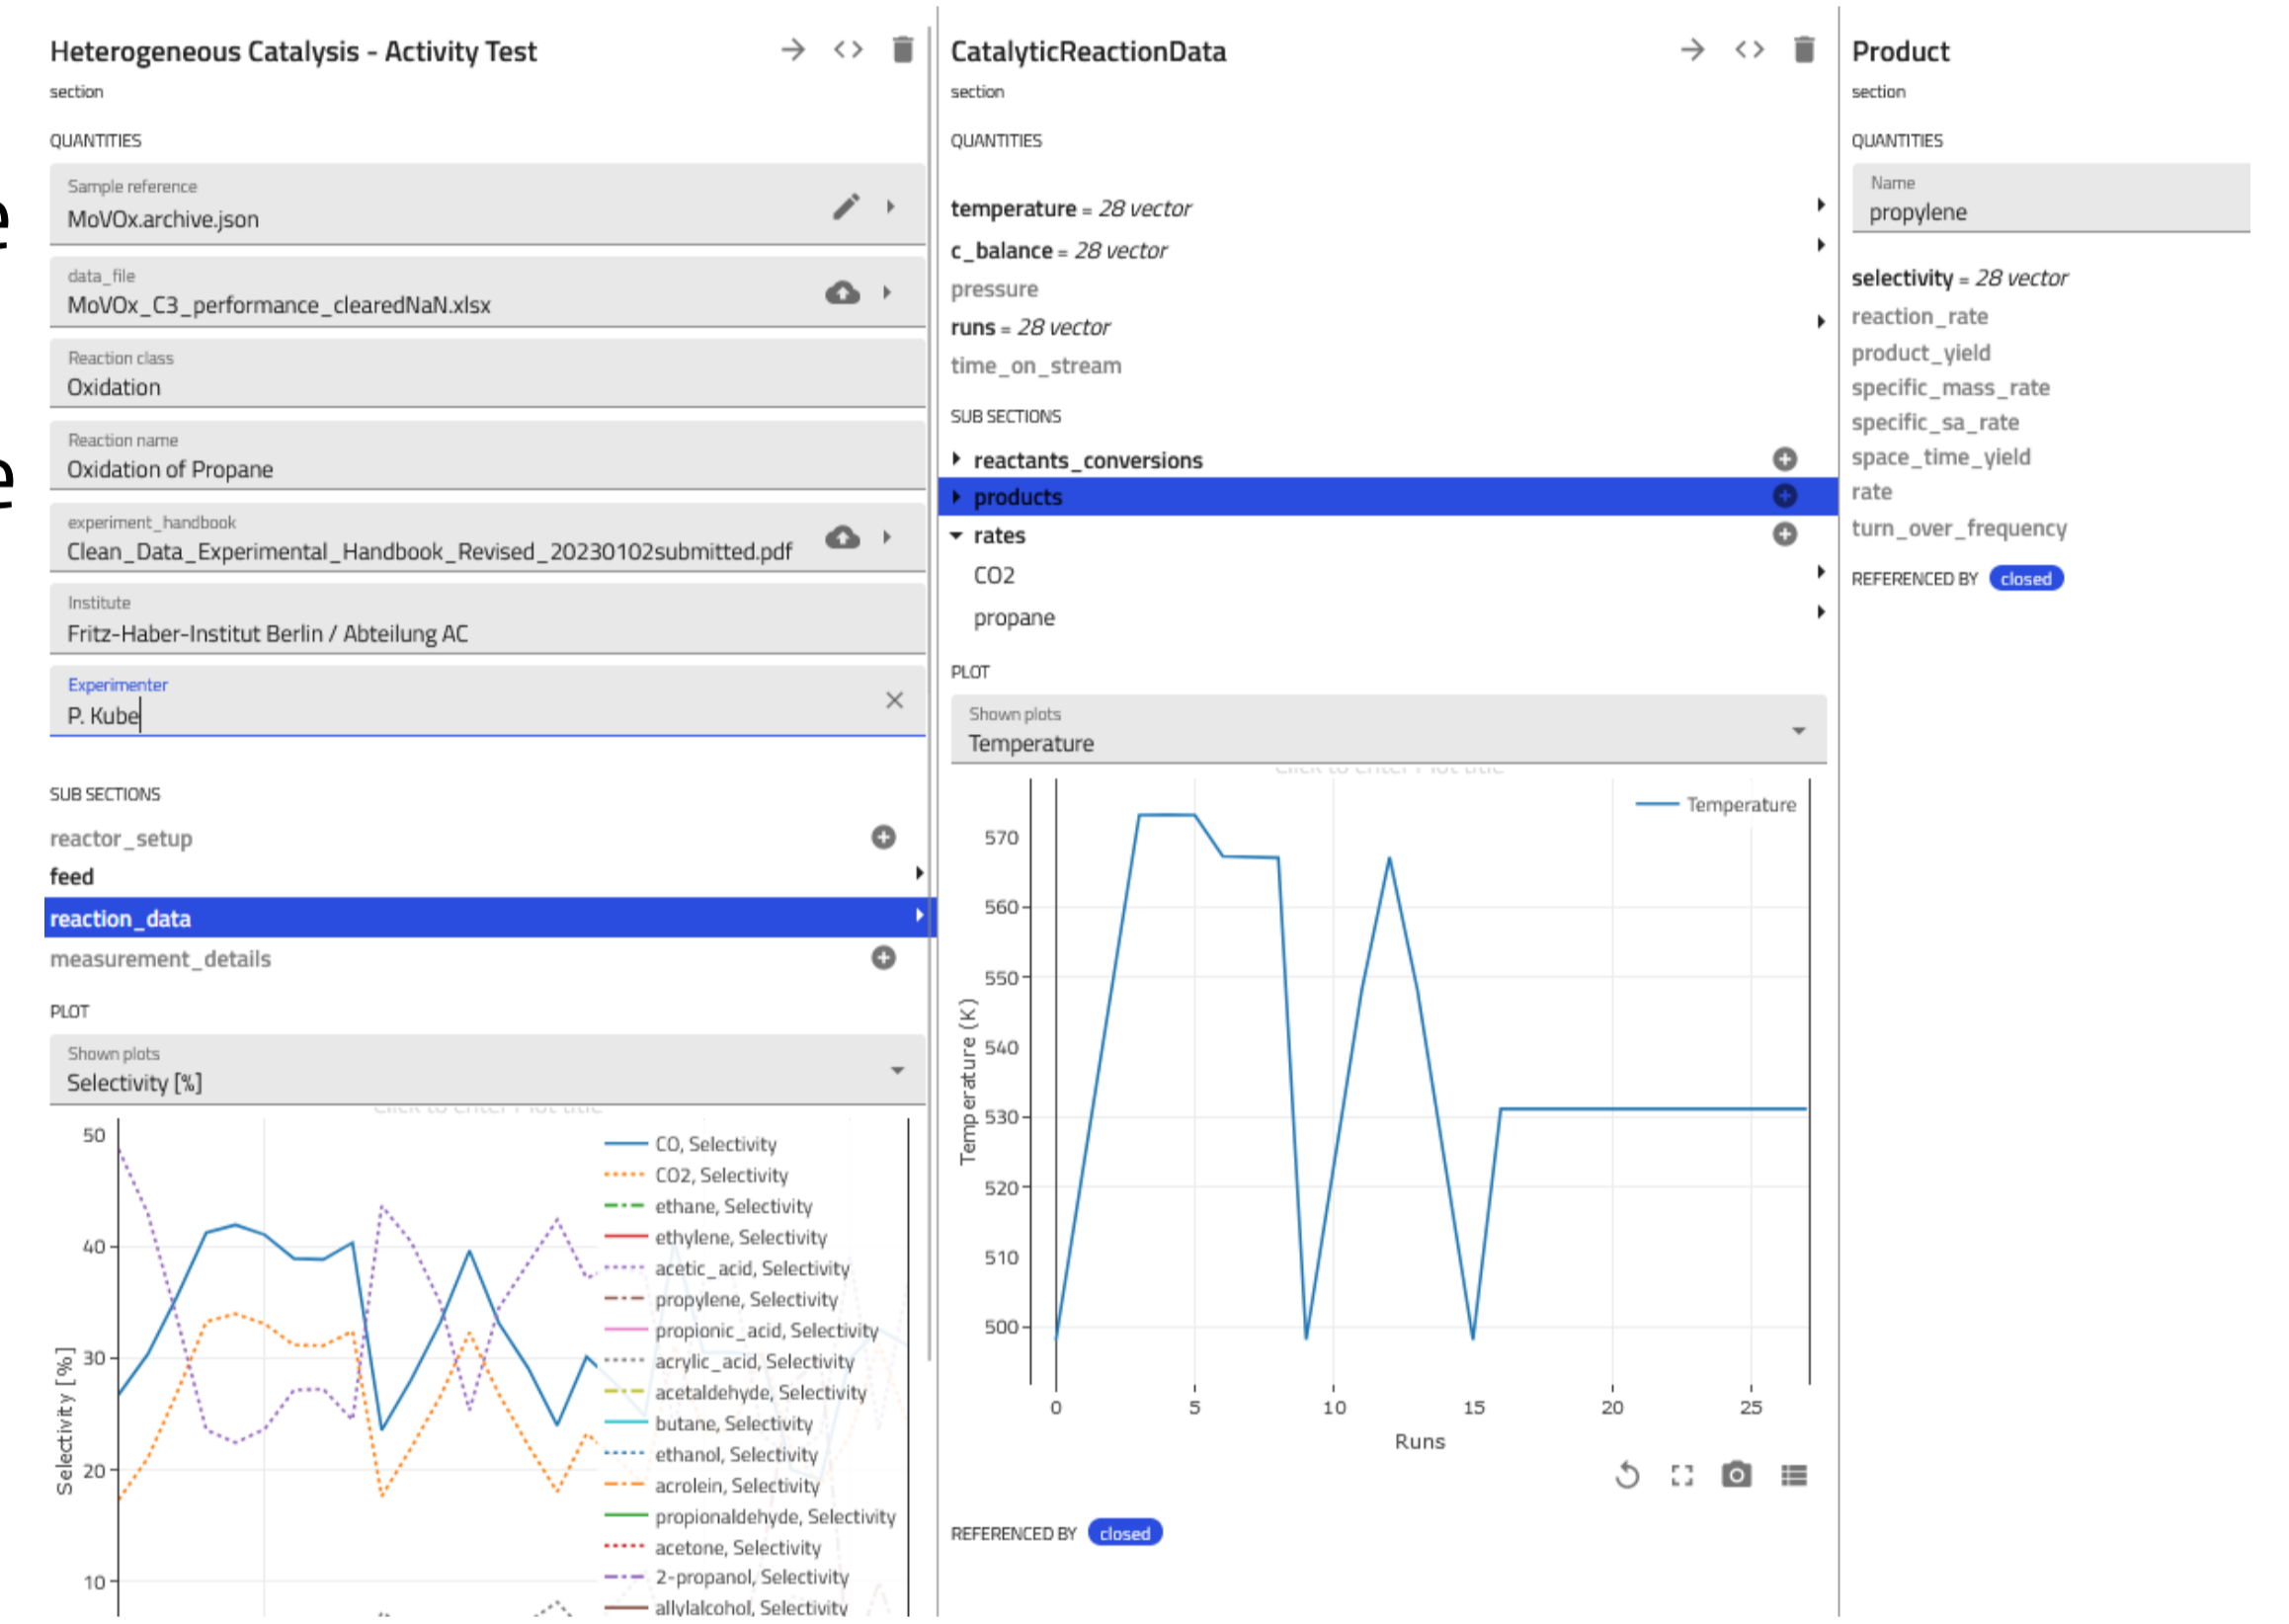 Heterogeneous Catalysis - Activity Test
section
QUANTITIES
Sample reference
MoVOx.archive.json
data_file
MoVOx_C3_performance_clearedNaN.xlsx
Reaction class
Oxidation
Reaction name
Oxidation of Propane
experiment_handbook
Clean_Data_Experimental_Handbook_Revised_20230102submitted.pdf
Institute
Fritz-Haber-Institut Berlin / Abteilung AC
Experimenter
P. Kube
SUB SECTIONS
reactor_setup
feed
reaction_data
measurement_details
PLOT
Shown plots
Selectivity [%]
50
40
30
20
10
Selectivity [%]
CO, Selectivity
CO2, Selectivity
ethane, Selectivity
ethylene, Selectivity
acetic_acid, Selectivity
propylene, Selectivity
propionic_acid, Selectivity
acrylic_acid, Selectivity
acetaldehyde, Selectivity
butane, Selectivity
ethanol, Selectivity
acrolein, Selectivity
propionaldehyde, Selectivity
acetone, Selectivity
2-propanol, Selectivity
allylalcohol, Selectivity
CatalyticReactionData
section
QUANTITIES
temperature = 28 vector
c_balance = 28 vector
pressure
runs = 28 vector
time_on_stream
SUB SECTIONS
reactants_conversions
products
rates
CO2
propane
PLOT
Shown plots
Temperature
Temperature
570
560
550
540
530
520
510
500
Temperature (K)
0 5 10 15 20 25
Runs
REFERENCED BY closed
Product
section
QUANTITIES
Name
propylene
selectivity = 28 vector
reaction_rate
product_yield
specific_mass_rate
specific_sa_rate
space_time_yield
rate
turn_over_frequency
REFERENCED BY closed